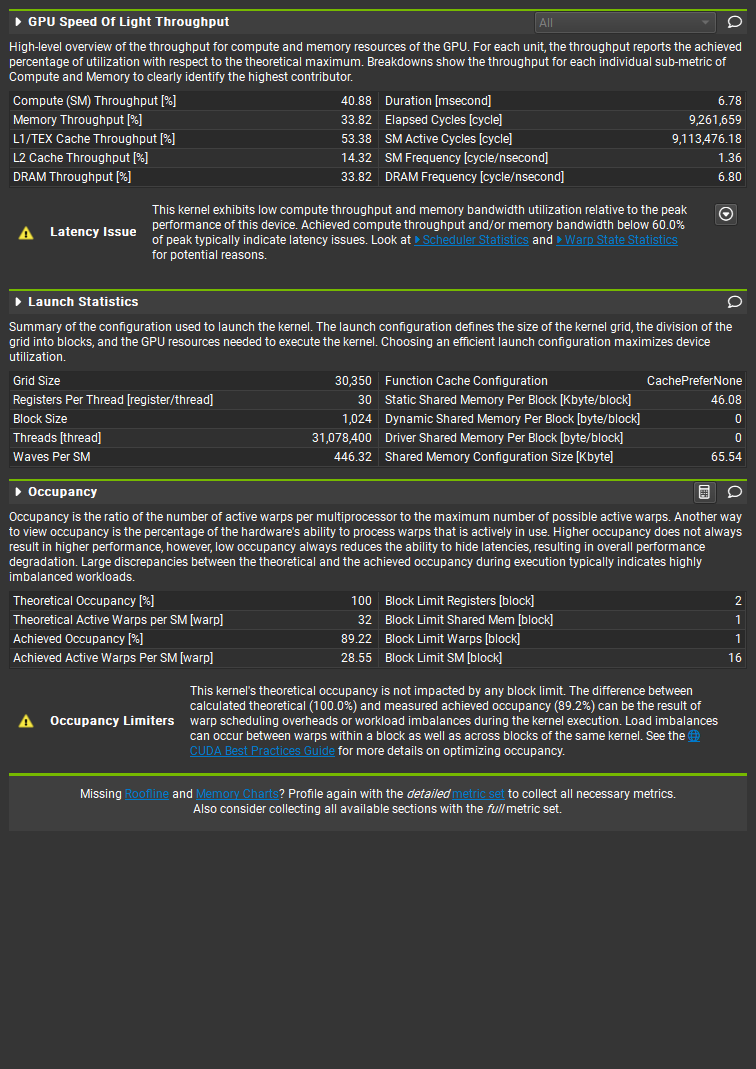 GPU Speed Of Light Throughput
All
High-level overview of the throughput for compute and memory resources of the GPU. For each unit, the throughput reports the achieved
percentage of utilization with respect to the theoretical maximum. Breakdowns show the throughput for each individual sub-metric of
Compute and Memory to clearly identify the highest contributor.
Compute (SM) Throughput [%] 40.88 Duration [msecond] 6.78
Memory Throughput [%] 33.82 Elapsed Cycles [cycle] 9,261,659
L1/TEX Cache Throughput [%] 53.38 SM Active Cycles [cycle] 9,113,476.18
L2 Cache Throughput [%] 14.32 SM Frequency [cycle/nsecond] 1.36
DRAM Throughput [%] 33.82 DRAM Frequency [cycle/nsecond] 6.80
Latency Issue
This kernel exhibits low compute throughput and memory bandwidth utilization relative to the peak
performance of this device. Achieved compute throughput and/or memory bandwidth below 60.0%
of peak typically indicate latency issues. Look at Scheduler Statistics and Warp State Statistics
for potential reasons.
Launch Statistics
Summary of the configuration used to launch the kernel. The launch configuration defines the size of the kernel grid, the division of the
grid into blocks, and the GPU resources needed to execute the kernel. Choosing an efficient launch configuration maximizes device
utilization.
Grid Size 30,350 Function Cache Configuration CachePreferNone
Registers Per Thread [register/thread] 30 Static Shared Memory Per Block [Kbyte/block] 46.08
Block Size 1,024 Dynamic Shared Memory Per Block [byte/block] 0
Threads [thread] 31,078,400 Driver Shared Memory Per Block [byte/block] 0
Waves Per SM 446.32 Shared Memory Configuration Size [Kbyte] 65.54
Occupancy
Occupancy is the ratio of the number of active warps per multiprocessor to the maximum number of possible active warps. Another way
to view occupancy is the percentage of the hardware's ability to process warps that is actively in use. Higher occupancy does not always
result in higher performance, however, low occupancy always reduces the ability to hide latencies, resulting in overall performance
degradation. Large discrepancies between the theoretical and the achieved occupancy during execution typically indicates highly
imbalanced workloads.
Theoretical Occupancy [%] 100 Block Limit Registers [block] 2
Theoretical Active Warps per SM [warp] 32 Block Limit Shared Mem [block] 1
Achieved Occupancy [%] 89.22 Block Limit Warps [block] 1
Achieved Active Warps Per SM [warp] 28.55 Block Limit SM [block] 16
Occupancy Limiters
This kernel's theoretical occupancy is not impacted by any block limit. The difference between
calculated theoretical (100.0%) and measured achieved occupancy (89.2%) can be the result of
warp scheduling overheads or workload imbalances during the kernel execution. Load imbalances
can occur between warps within a block as well as across blocks of the same kernel. See the
CUDA Best Practices Guide for more details on optimizing occupancy.
Missing Roofline and Memory Charts? Profile again with the detailed metric set to collect all necessary metrics.
Also consider collecting all available sections with the full metric set.